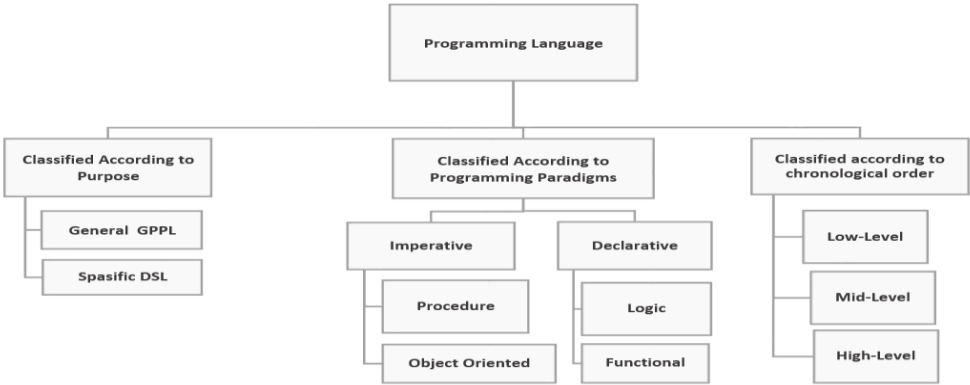 Programming Language
Classified According to
Purpose
General GPPL
Spasific DSL
Classified According to
Programming Paradigms
Imperative
Procedure
Object Oriented
Declarative
Logic
Functional
Classified according to
chronological order
Low-Level
Mid-Level
High-Level